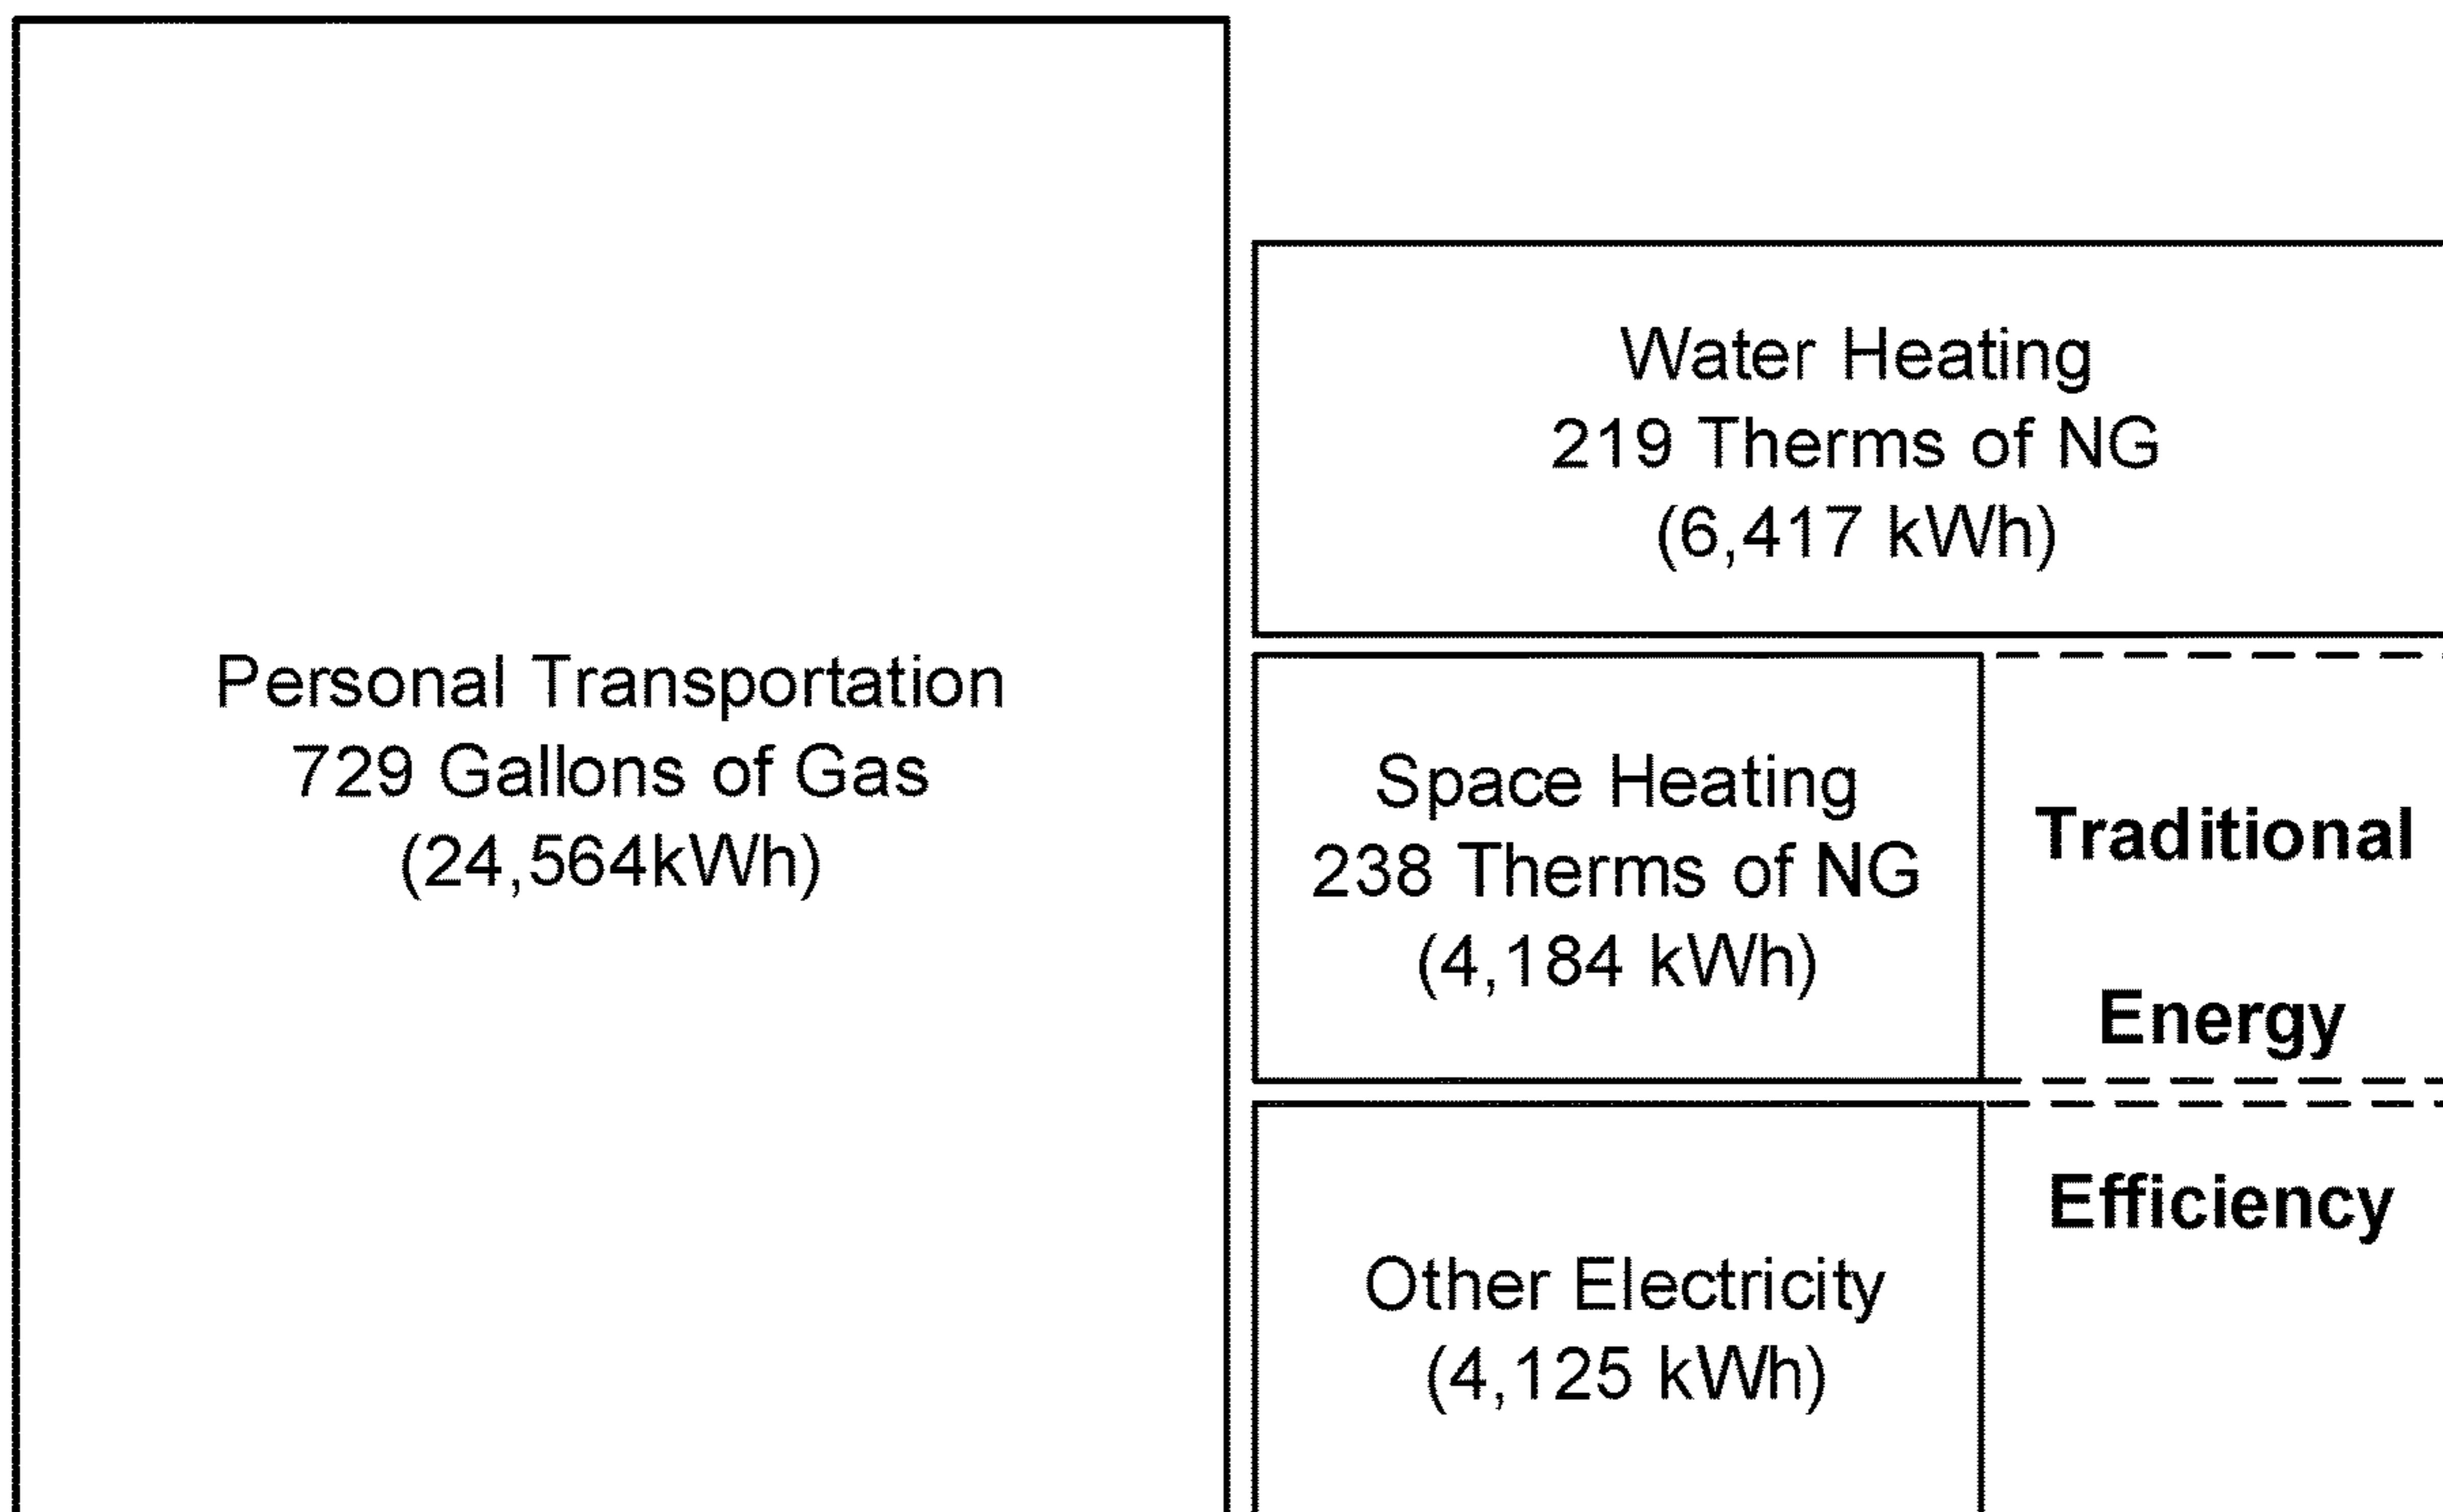 Personal Transportation
729 Gallons of Gas
(24,564kWh)
Water Heating
219 Therms of NG
(6,417 kWh)
Space Heating
238 Therms of NG
(4,184 kWh)
Traditional
Energy
Efficiency
Other Electricity
(4,125 kWh)